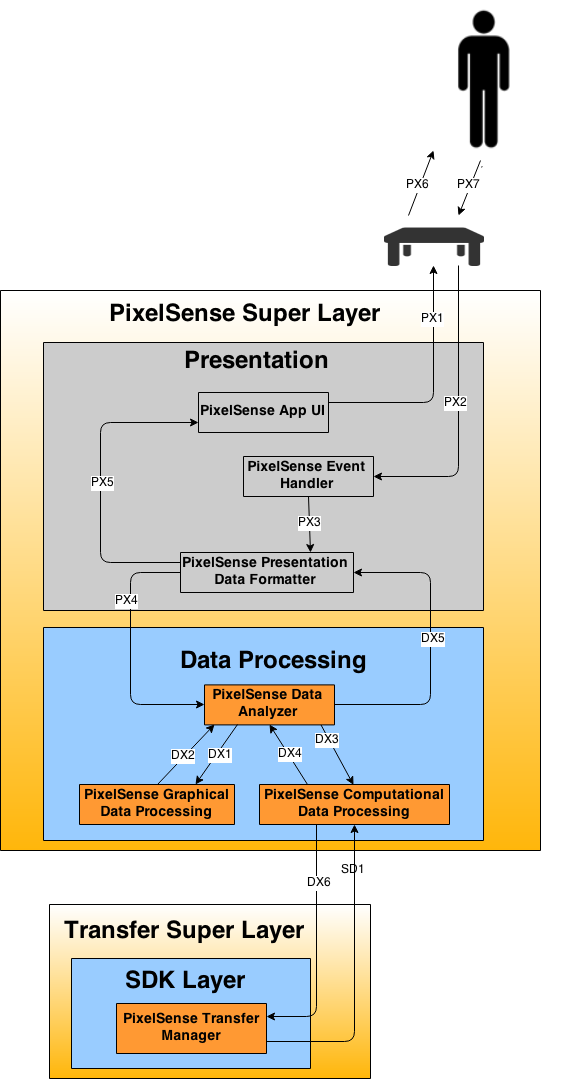 PX6
PX7
PixelSense Super Layer
PX1
Presentation
PixelSense App UI
PX2
PixelSense Event
Handler
PX5
PX3
PixelSense Presentation
Data Formatter
PX4
DX5
Data Processing
PixelSense Data
Analyzer
DX2
DX1
DX4
DX3
PixelSense Graphical
Data Processing
PixelSense Computational
Data Processing
DX6
SD1
Transfer Super Layer
SDK Layer
PixelSense Transfer
Manager